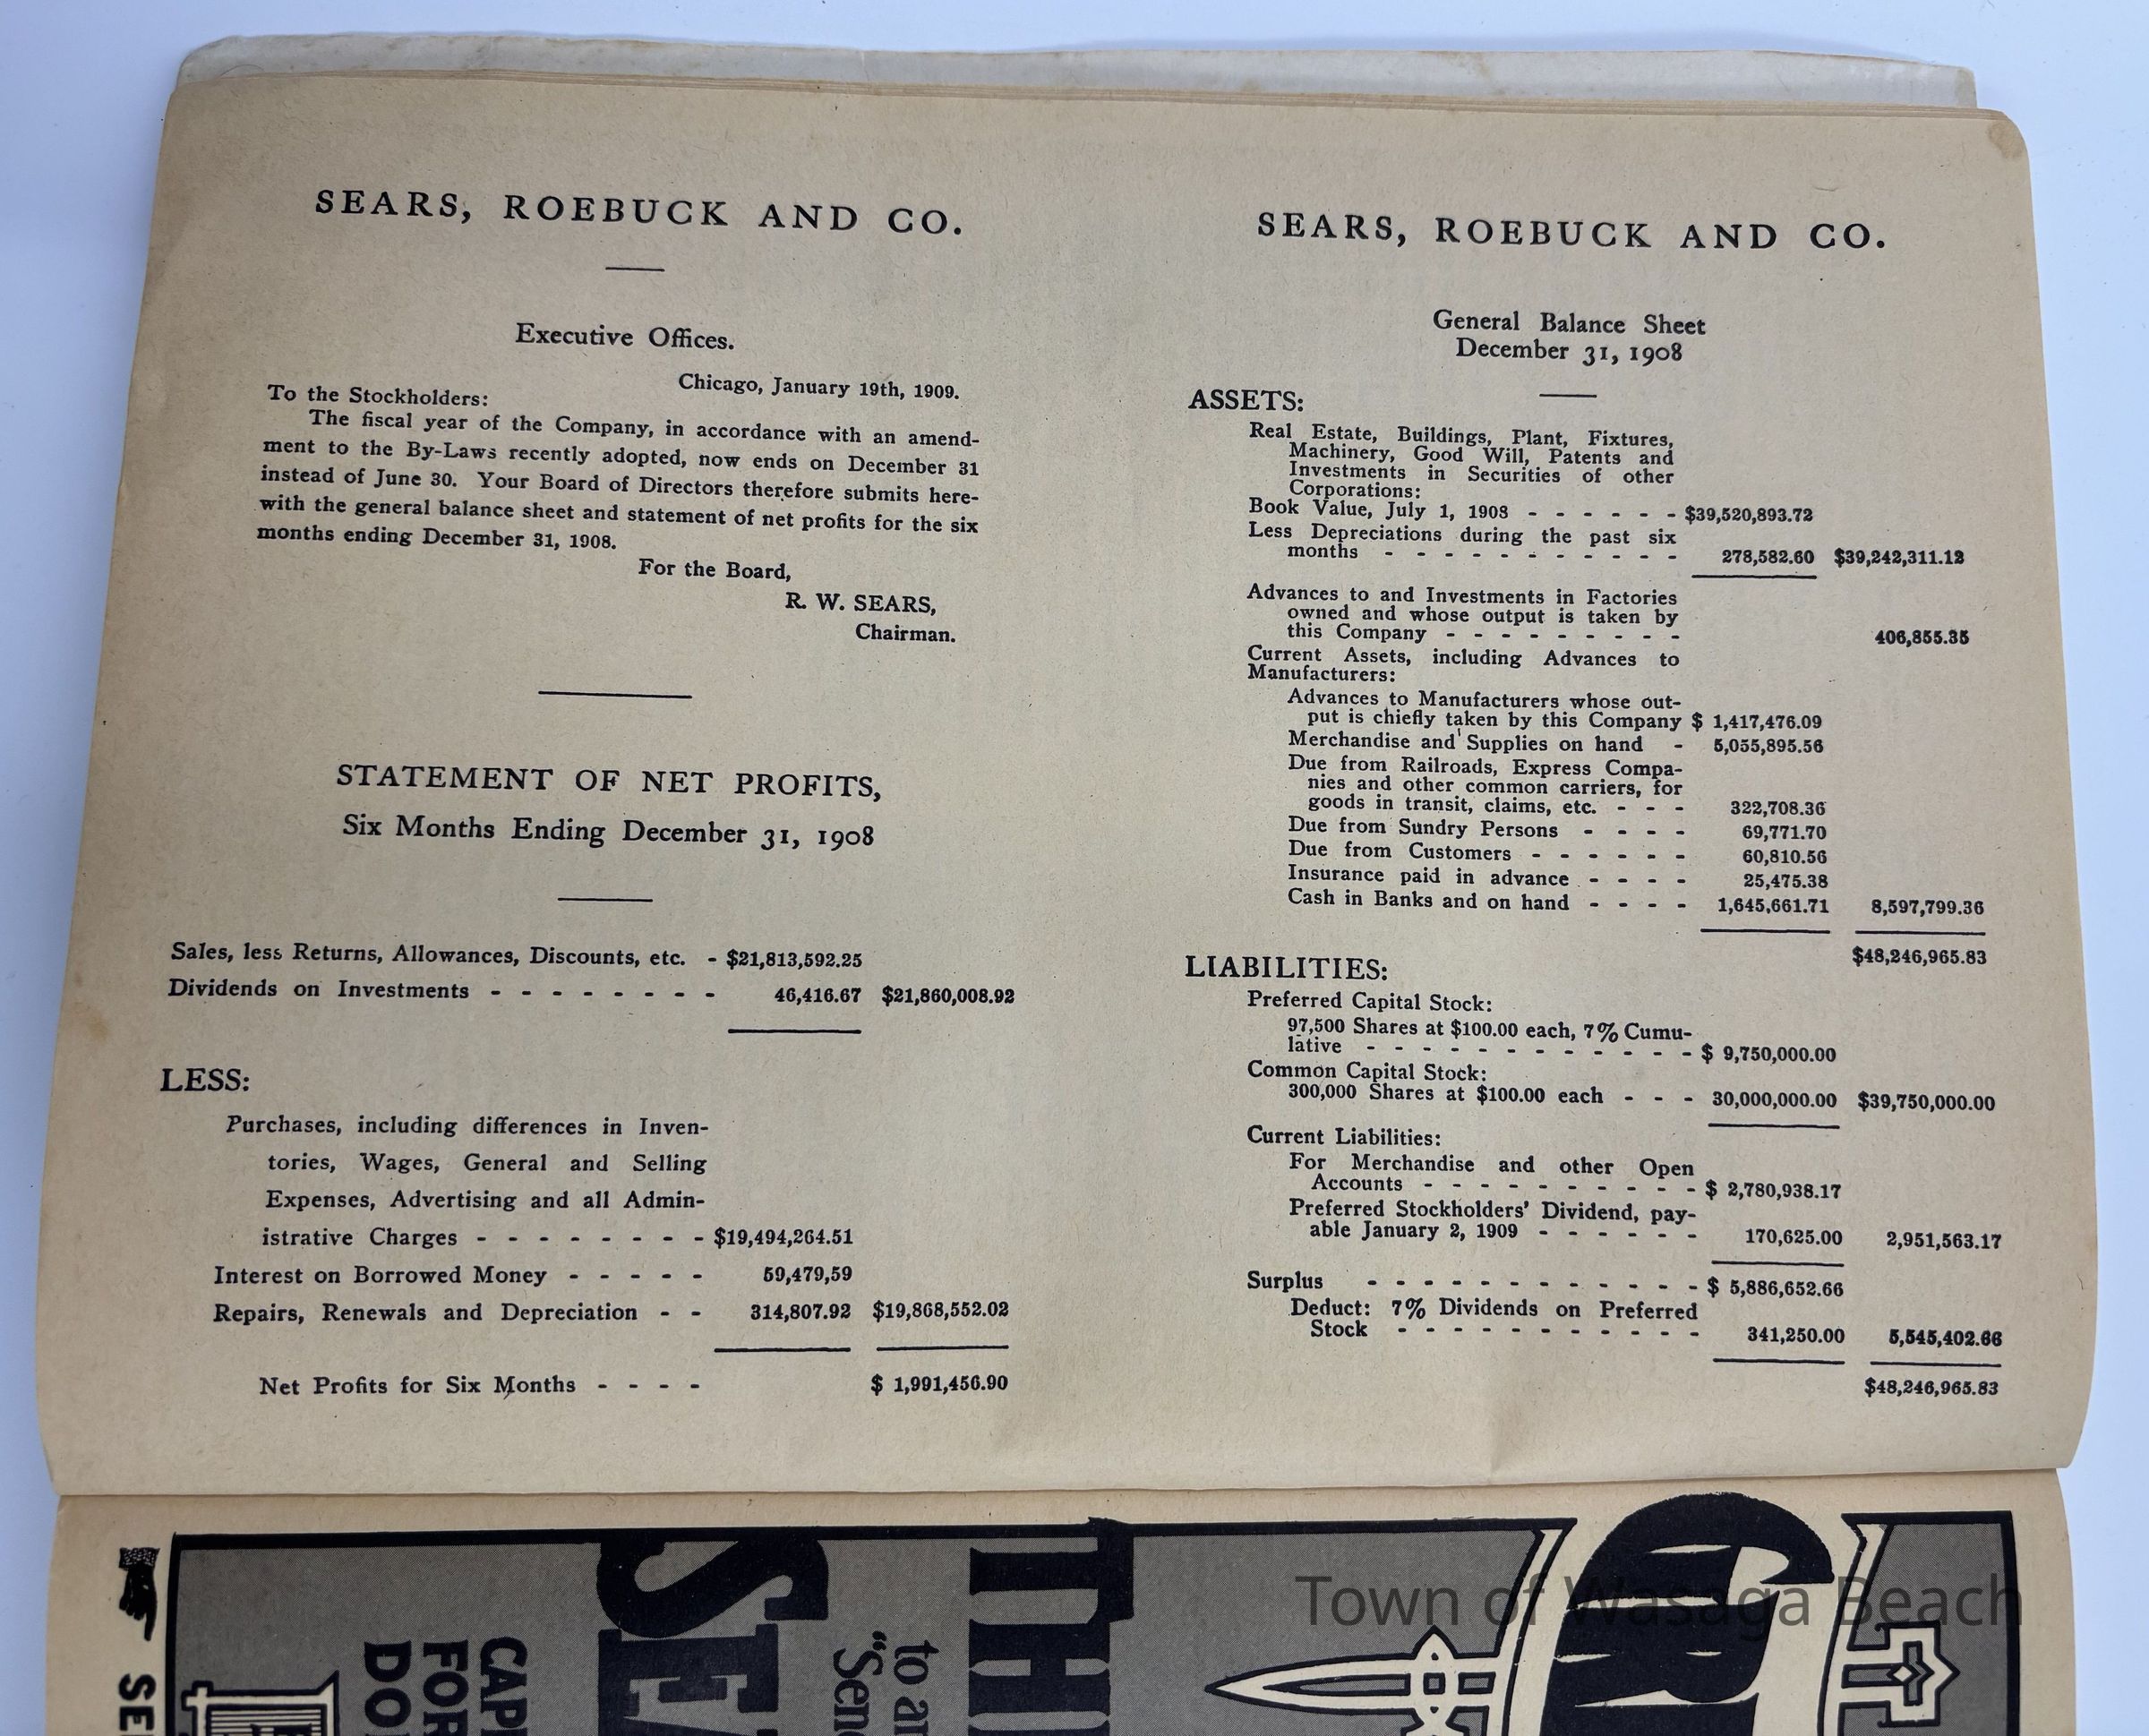 SEARS, ROEBUCK AND CO.
Executive Offices.
Chicago, January 19th, 1909.
To the Stockholders:
The fiscal year of the Company, in accordance with an amend-
ment to the By-Laws recently adopted, now ends on December 31
instead of June 30. Your Board of Directors therefore submits here-
with the general balance sheet and statement of net profits for the six
months ending December 31, 1908.
For the Board,
R. W. SEARS,
Chairman.
STATEMENT OF NET PROFITS,
Six Months Ending December 31, 1908
Sales, less Returns, Allowances, Discounts, etc. - $21,813,592.25
Dividends on Investments - - - - - - - - 46,416.67 $21,860,008.92
LESS:
Purchases, including differences in Inven-
tories, Wages, General and Selling
Expenses, Advertising and all Admin-
istrative Charges - - - - - - - - $19,494,264.51
Interest on Borrowed Money - - - - - 59,479,59
Repairs, Renewals and Depreciation - - 314,807.92 $19,868,552.02
Net Profits for Six Months - - - - $ 1,991,456.90
SEARS, ROEBUCK AND CO.
General Balance Sheet
December 31, 1908
ASSETS:
Real Estate, Buildings, Plant, Fixtures,
Machinery, Good Will, Patents and
Investments in Securities of other
Corporations:
Book Value, July 1, 1908 - - - - - - $39,520,893.72
Less Depreciations during the past six
months - - - - - - - - - - - 278,582.60 $39,242,311.12
Advances to and Investments in Factories
owned and whose output is taken by
this Company - - - - - - - - - 406,855.35
Current Assets, including Advances to
Manufacturers:
Advances to Manufacturers whose out-
put is chiefly taken by this Company $ 1,417,476.09
Merchandise and Supplies on hand - 5,055,895.56
Due from Railroads, Express Compa-
nies and other common carriers, for
goods in transit, claims, etc. - - - 322,708.36
Due from Sundry Persons - - - - 69,771.70
Due from Customers - - - - - - 60,810.56
Insurance paid in advance - - - - 25,475.38
Cash in Banks and on hand - - - - 1,645,661.71 8,597,799.36
$48,246,965.83
LIABILITIES:
Preferred Capital Stock:
97,500 Shares at $100.00 each, 7% Cumu-
lative - - - - - - - - - - - - $ 9,750,000.00
Common Capital Stock:
300,000 Shares at $100.00 each - - - 30,000,000.00 $39,750,000.00
Current Liabilities:
For Merchandise and other Open
Accounts - - - - - - - - - - $ 2,780,938.17
Preferred Stockholders' Dividend, pay-
able January 2, 1909 - - - - - - 170,625.00 2,951,563.17
Surplus - - - - - - - - - - - - $ 5,886,652.66
Deduct: 7% Dividends on Preferred
Stock - - - - - - - - - - - 341,250.00 5,545,402.66
$48,246,965.83
to
"Sen
CAP
FOR
Town of Wasaga Beach